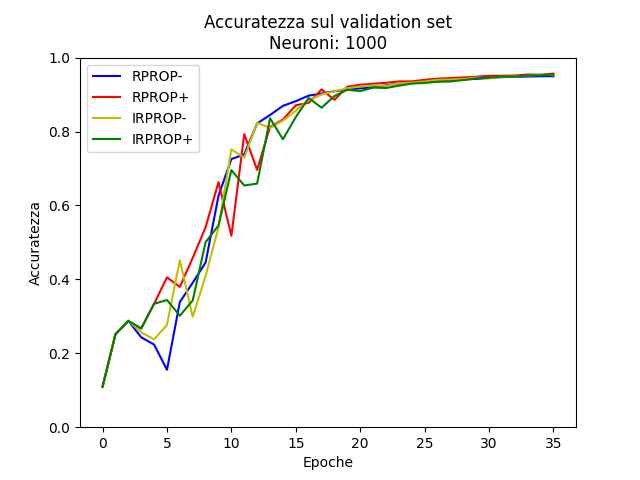 Accuratezza sul validation set
Neuroni: 1000
1.0
0.8
0.6
0.4
0.2
0.0
Accuratezza
RPROP-
RPROP+
IRPROP-
IRPROP+
0 5 10 15 20 25 30 35
Epoche